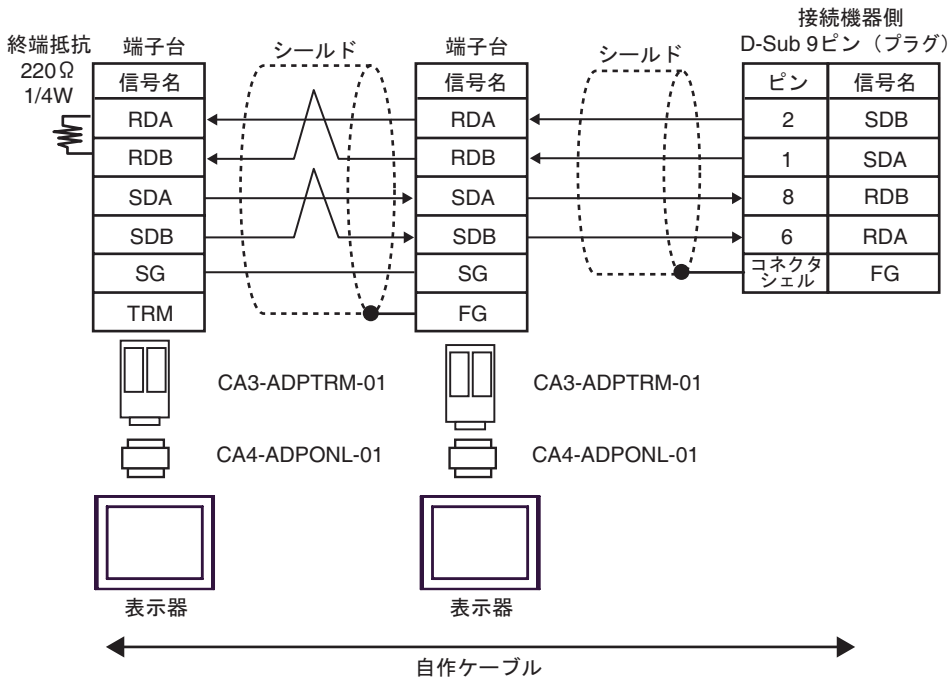 終端抵抗
220Ω
1/4W
端子台
信号名
RDA
RDB
SDA
SDB
SG
TRM
シールド
端子台
信号名
RDA
RDB
SDA
SDB
SG
FG
シールド
接続機器側
D-Sub 9ピン（プラグ）
ピン 信号名
2 SDB
1 SDA
8 RDB
6 RDA
コネクタ
シェル FG
CA3-ADPTRM-01
CA4-ADPONL-01
表示器
CA3-ADPTRM-01
CA4-ADPONL-01
表示器
自作ケーブル